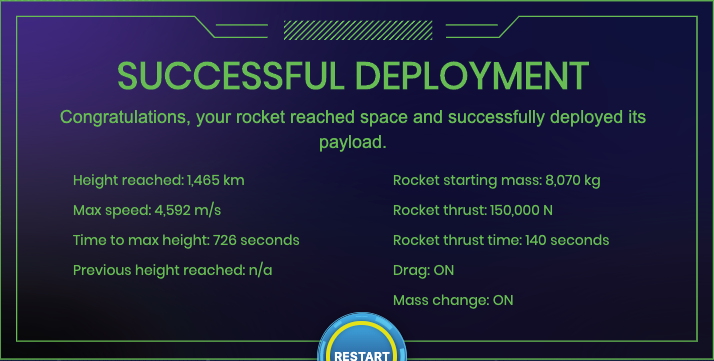 SUCCESSFUL DEPLOYMENT
Congratulations, your rocket reached space and successfully deployed its
payload.
Height reached: 1,465 km
Max speed: 4,592 m/s
Time to max height: 726 seconds
Previous height reached: n/a
Rocket starting mass: 8,070 kg
Rocket thrust: 150,000 N
Rocket thrust time: 140 seconds
Drag: ON
Mass change: ON
RESTART